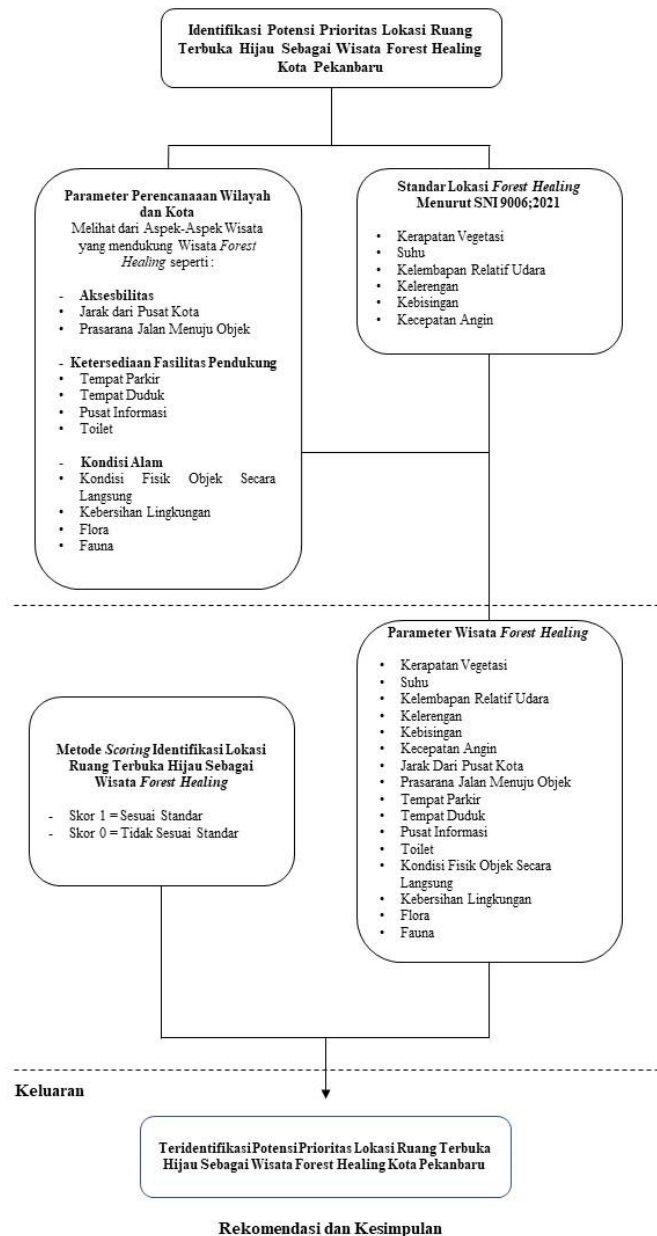 Identifikasi Potensi Prioritas Lokasi Ruang
Terbuka Hijau Sebagai Wisata Forest Healing
Kota Pekanbaru
Parameter Perencanaaan Wilayah
dan Kota
Melihat dari Aspek-Aspek Wisata
yang mendukung Wisata Forest
Healing seperti :
- Aksesbilitas
• Jarak dari Pusat Kota
• Prasarana Jalan Menuju Objek
- Ketersediaan Fasilitas Pendukung
• Tempat Parkir
• Tempat Duduk
• Pusat Informasi
• Toilet
- Kondisi Alam
• Kondisi Fisik Objek Secara
Langsung
• Kebersihan Lingkungan
• Flora
• Fauna
Standar Lokasi Forest Healing
Menurut SNI 9006;2021
• Kerapatan Vegetasi
• Suhu
• Kelembapan Relatif Udara
• Kelerengan
• Kebisingan
• Kecepatan Angin
Metode Scoring Identifikasi Lokasi
Ruang Terbuka Hijau Sebagai
Wisata Forest Healing
- Skor 1 = Sesuai Standar
- Skor 0 = Tidak Sesuai Standar
Parameter Wisata Forest Healing
• Kerapatan Vegetasi
• Suhu
• Kelembapan Relatif Udara
• Kelerengan
• Kebisingan
• Kecepatan Angin
• Jarak Dari Pusat Kota
• Prasarana Jalan Menuju Objek
• Tempat Parkir
• Tempat Duduk
• Pusat Informasi
• Toilet
• Kondisi Fisik Objek Secara
Langsung
• Kebersihan Lingkungan
• Flora
• Fauna
Keluaran
Teridentifikasi Potensi Prioritas Lokasi Ruang Terbuka
Hijau Sebagai Wisata Forest Healing Kota Pekanbaru
Rekomendasi dan Kesimpulan